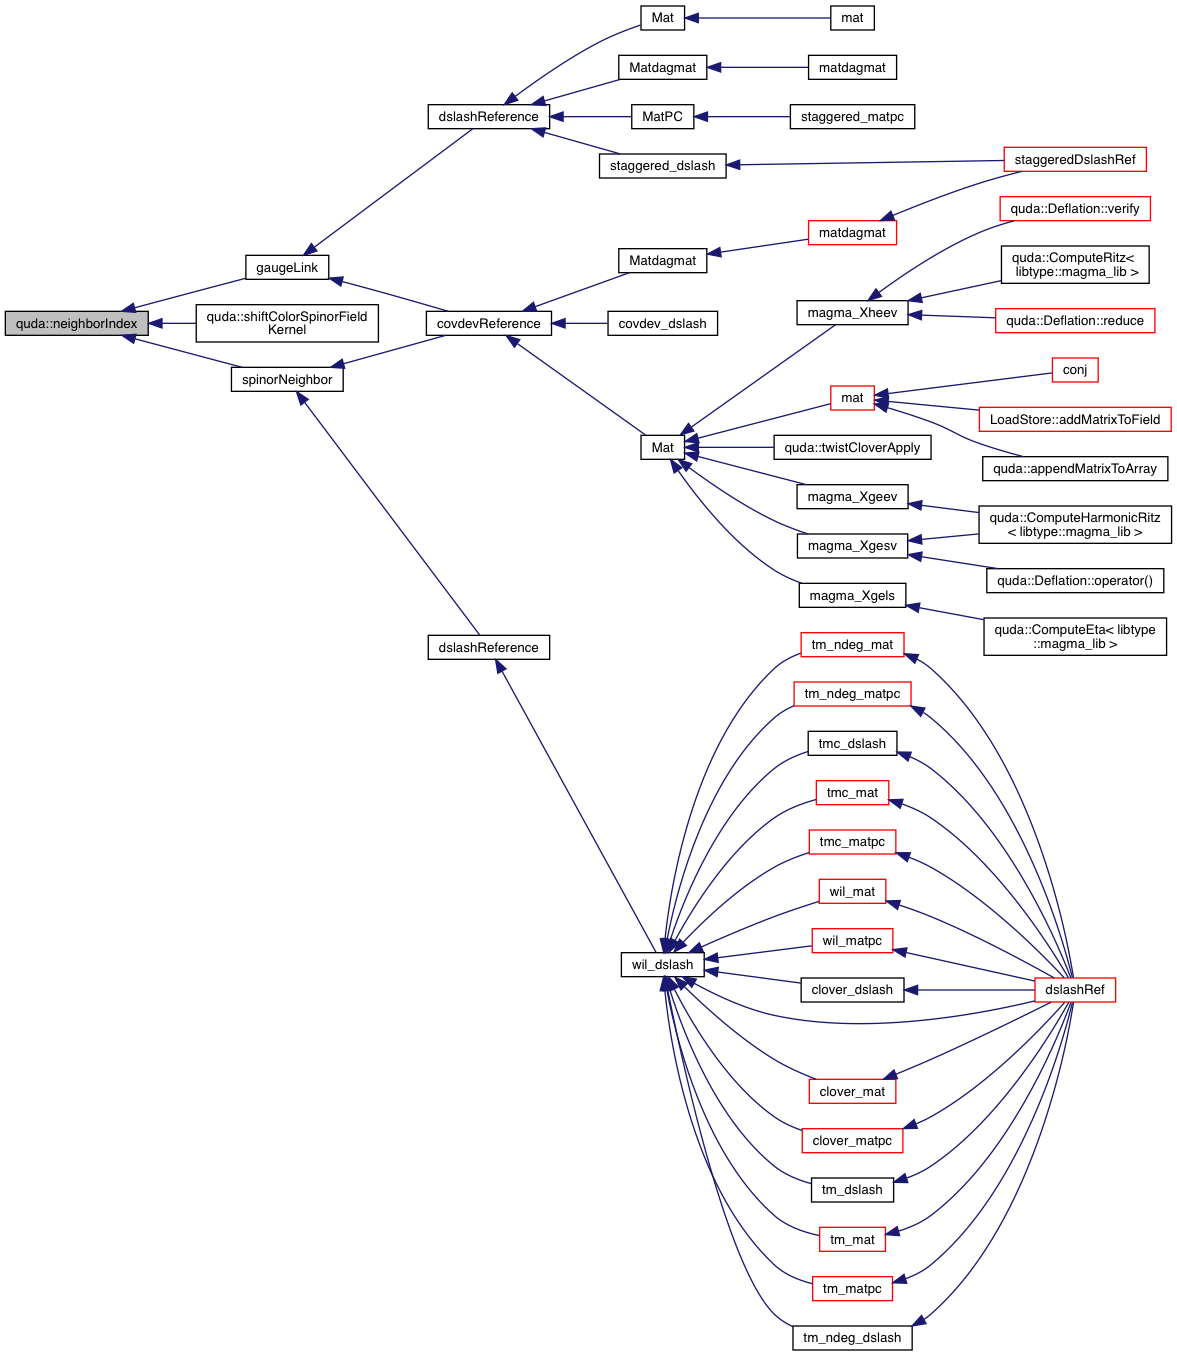 Mat
mat
Matdagmat
matdagmat
dslashReference
MatPC
staggered_matpc
staggered_dslash
staggeredDslashRef
quda::Deflation::verify
matdagmat
Matdagmat
quda::ComputeRitz<
libtype::magma_lib >
gaugeLink
magma_Xheev
quda::Deflation::reduce
quda::neighborIndex
quda::shiftColorSpinorField
Kernel
covdevReference
covdev_dslash
spinorNeighbor
conj
mat
LoadStore::addMatrixToField
Mat
quda::twistCloverApply
quda::appendMatrixToArray
magma_Xgeev
quda::ComputeHarmonicRitz
< libtype::magma_lib >
magma_Xgesv
quda::Deflation::operator()
magma_Xgels
quda::ComputeEta< libtype
::magma_lib >
dslashReference
tm_ndeg_mat
tm_ndeg_matpc
tmc_dslash
tmc_mat
tmc_matpc
wil_mat
wil_matpc
wil_dslash
clover_dslash
dslashRef
clover_mat
clover_matpc
tm_dslash
tm_mat
tm_matpc
tm_ndeg_dslash